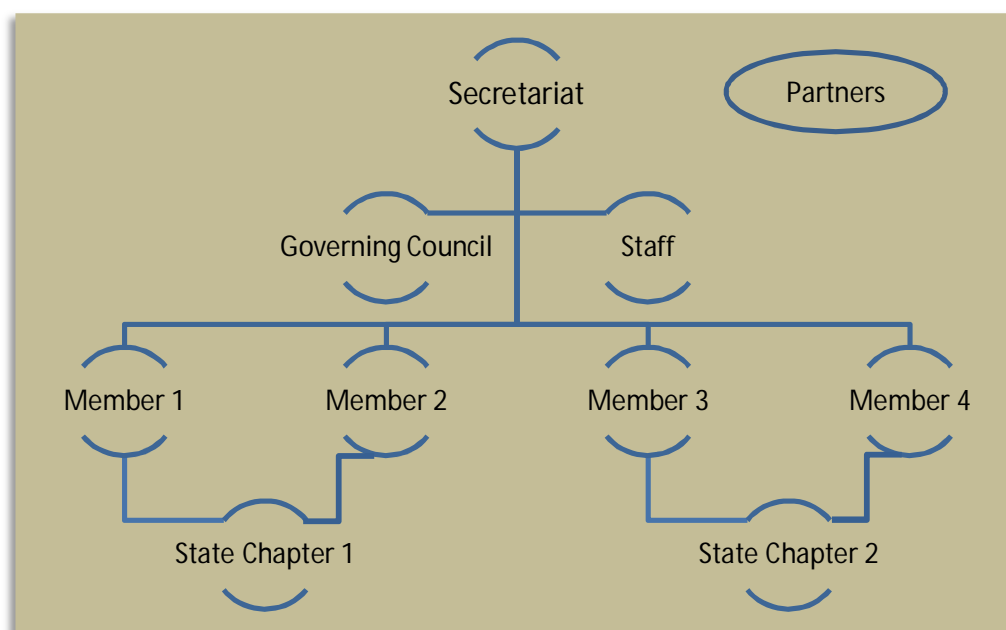 Secretariat
Partners
Governing Council
Staff
Member 1
Member 2
Member 3
Member 4
State Chapter 1
State Chapter 2